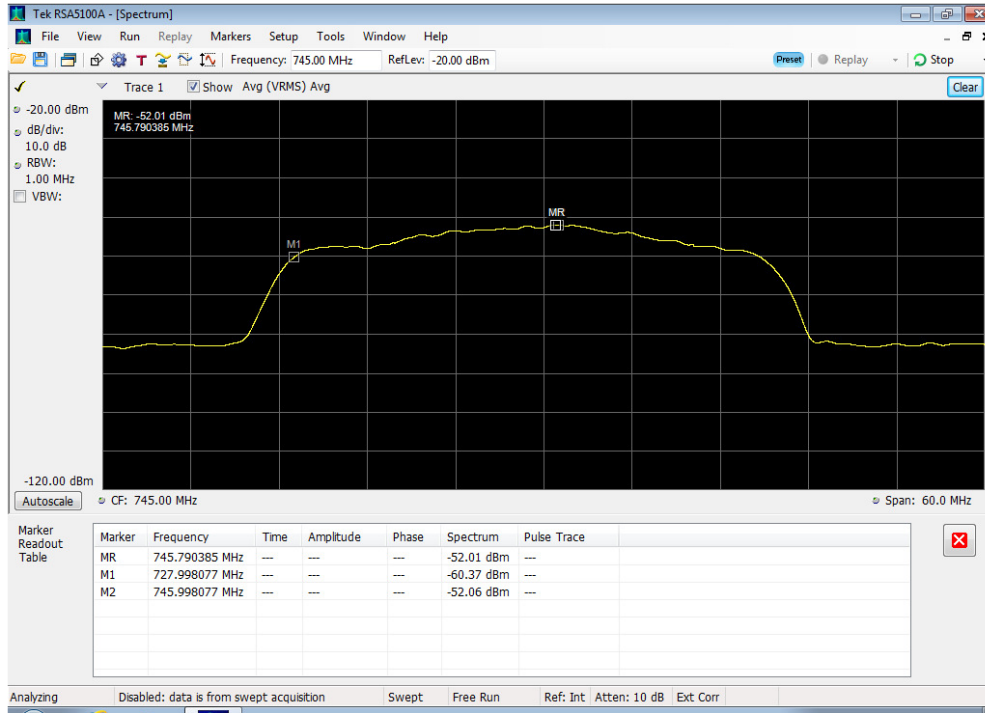 Tek RSA5100A - [Spectrum]
File View Run Replay Markers Setup Tools Window Help
T Frequency: 745.00 MHz RefLev: -20.00 dBm Preset Replay Stop
Trace 1 Show Avg (VRMS) Avg Clear
-20.00 dBm
dB/div:
10.0 dB
RBW:
1.00 MHz
VBW:
MR: -52.01 dBm
745.790385 MHz
MR
M1
-120.00 dBm
Autoscale CF: 745.00 MHz Span: 60.0 MHz
Marker
Readout
Table
Marker Frequency Time Amplitude Phase Spectrum Pulse Trace
MR 745.790385 MHz --- --- --- -52.01 dBm ---
M1 727.998077 MHz --- --- --- -60.37 dBm ---
M2 745.998077 MHz --- --- --- -52.06 dBm ---
Analyzing Disabled: data is from swept acquisition Swept Free Run Ref: Int Atten: 10 dB Ext Corr